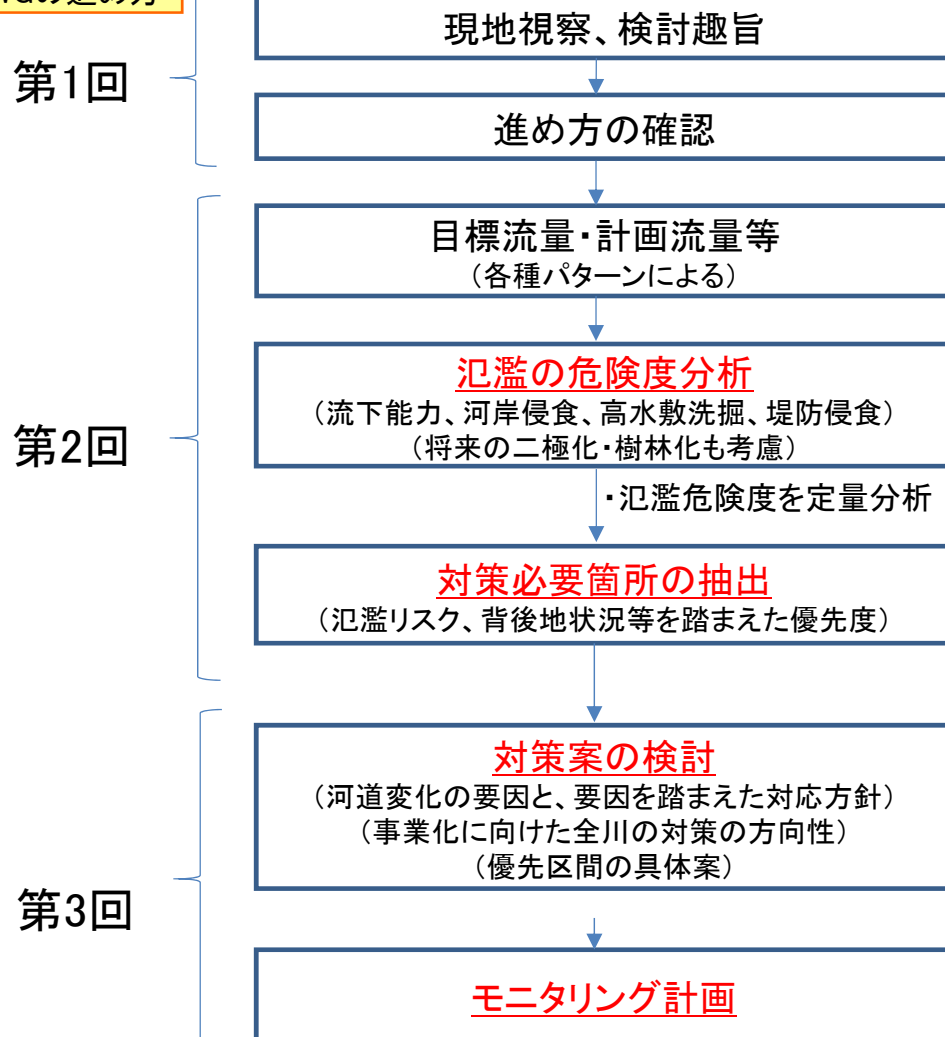 の進め方
現地視察、検討趣旨
第1回
進め方の確認
目標流量・計画流量等
（各種パターンによる）
氾濫の危険度分析
（流下能力、河岸侵食、高水敷洗掘、堤防侵食）
（将来の二極化・樹林化も考慮）
第2回
・氾濫危険度を定量分析
対策必要箇所の抽出
（氾濫リスク、背後地状況等を踏まえた優先度）
対策案の検討
（河道変化の要因と、要因を踏まえた対応方針）
（事業化に向けた全川の対策の方向性）
（優先区間の具体案）
第3回
モニタリング計画